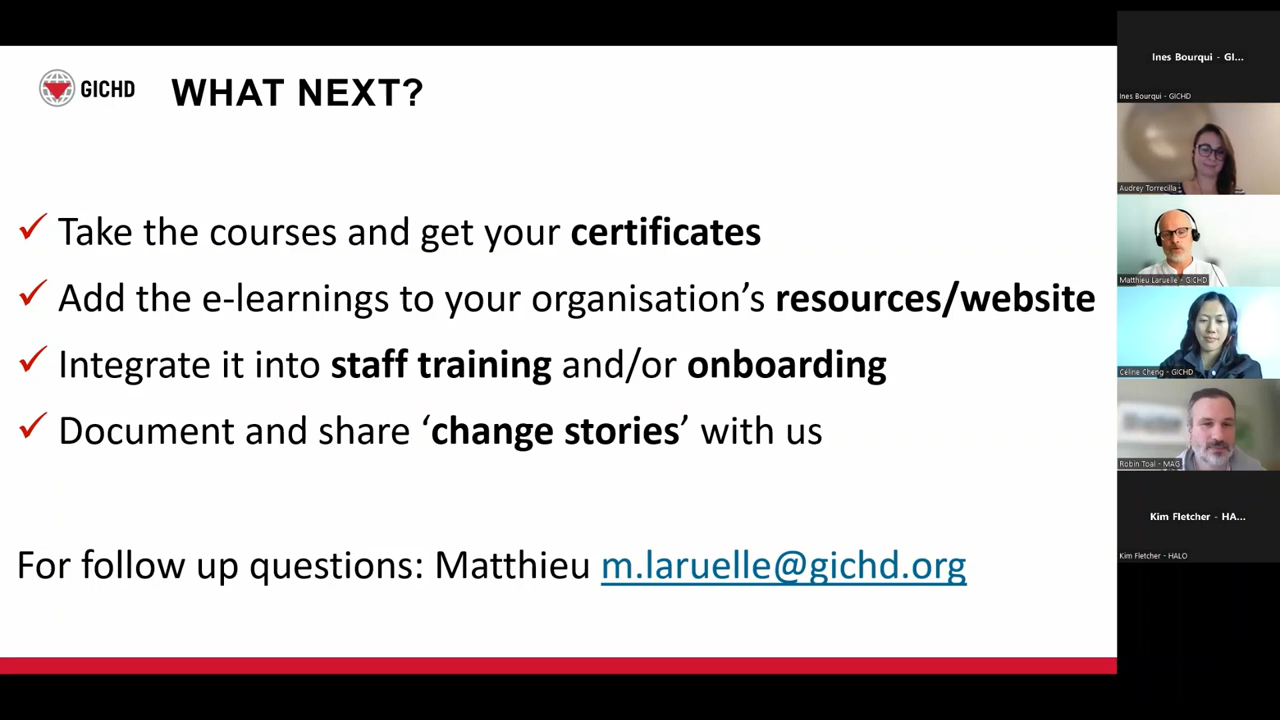 GICHD
WHAT NEXT?
✓ Take the courses and get your certificates
✓ Add the e-learnings to your organisation’s resources/website
✓ Integrate it into staff training and/or onboarding
✓ Document and share ‘change stories’ with us
For follow up questions: Matthieu m.laruelle@gichd.org
Ines Bourqui - GI...
Ines Bourqui - GICHD
Audrey Torrecilla
Matthieu Laruelle - GICHD
Céline Cheng - GICHD
Robin Toal - MAG
Kim Fletcher - HA...
Kim Fletcher - HALO